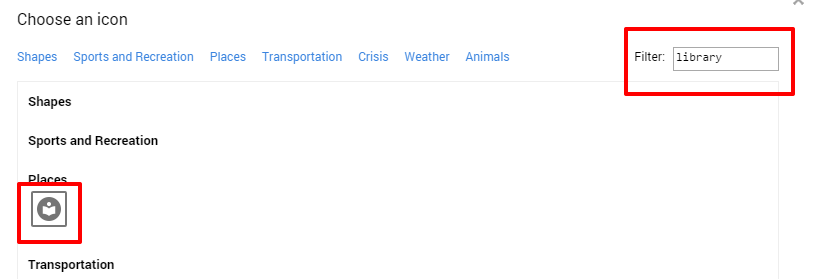 Choose an icon
Shapes Sports and Recreation Places Transportation Crisis Weather Animals Filter: library
Shapes
Sports and Recreation
Places
Transportation